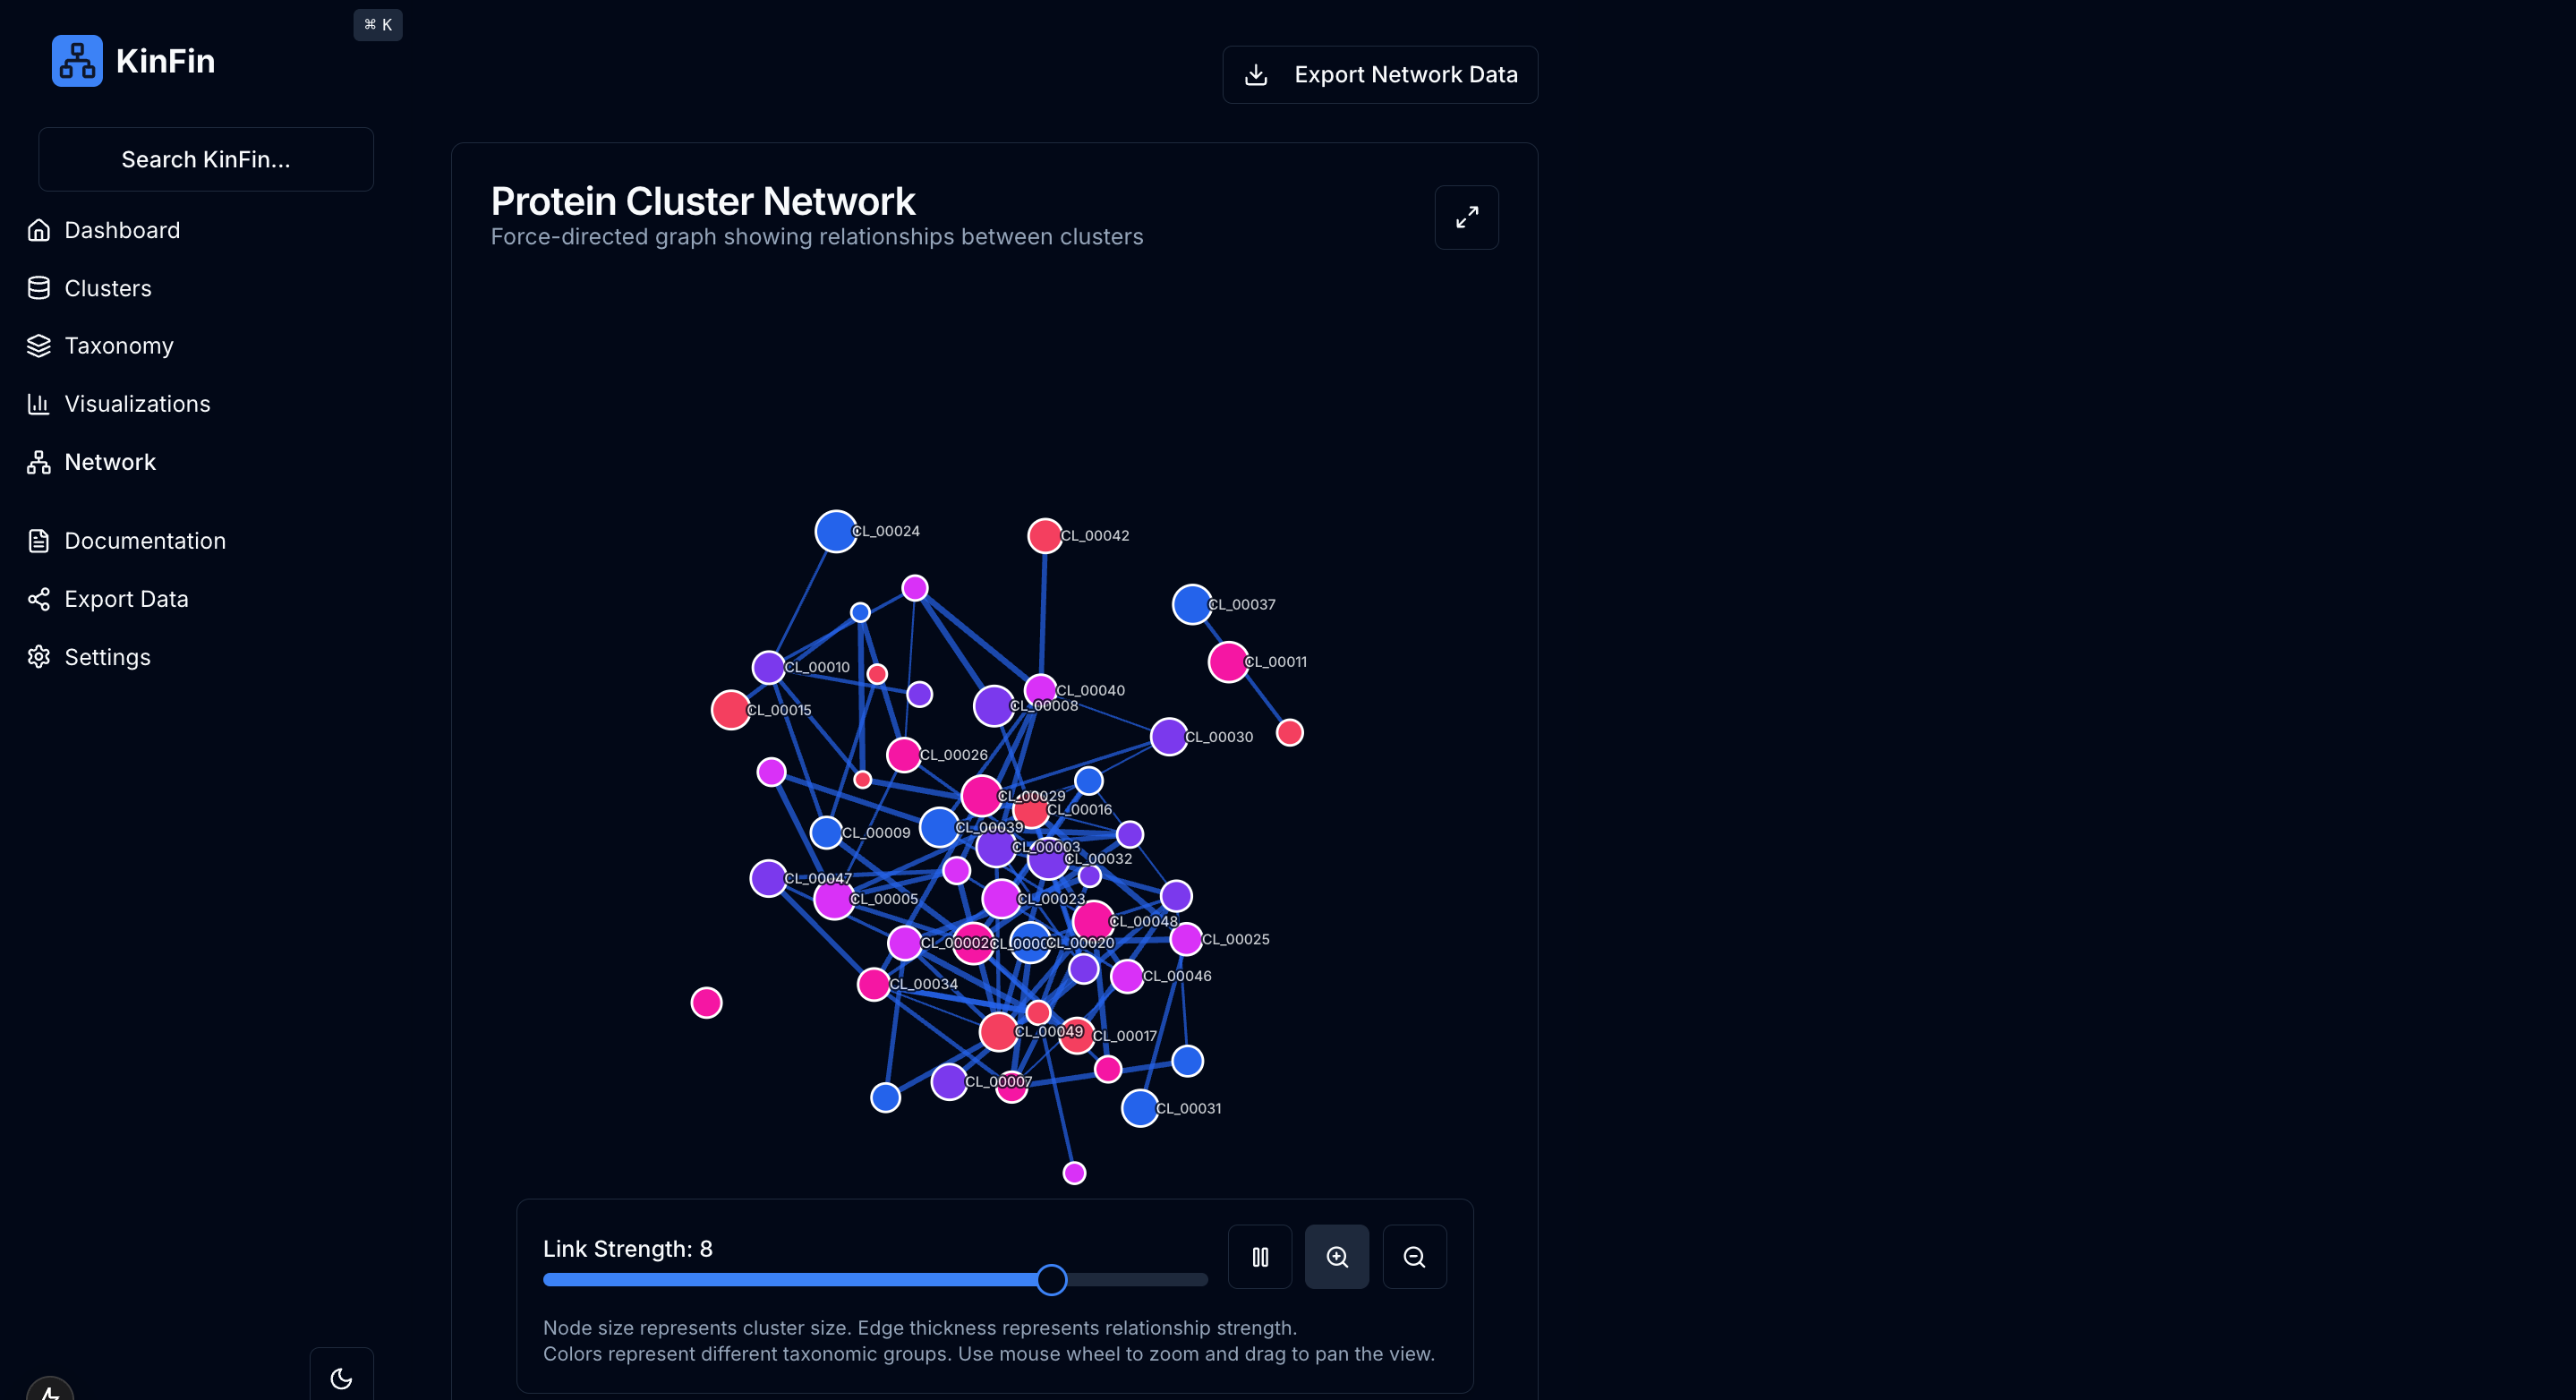 ⌘ K
KinFin
Search KinFin...
Dashboard
Clusters
Taxonomy
Visualizations
Network
Documentation
Export Data
Settings
Export Network Data
Protein Cluster Network
Force-directed graph showing relationships between clusters
CL_00024
CL_00042
CL_00037
CL_00011
CL_00010
CL_00040
CL_00008
CL_00015
CL_00030
CL_00026
CL_00029
CL_00016
CL_00039
CL_00009
CL_00003
CL_00032
CL_00047
CL_00005
CL_00023
CL_00048
CL_00025
CL_00020
CL_00046
CL_00034
CL_00049
CL_00017
CL_00007
CL_00031
Link Strength: 8
Node size represents cluster size. Edge thickness represents relationship strength.
Colors represent different taxonomic groups. Use mouse wheel to zoom and drag to pan the view.